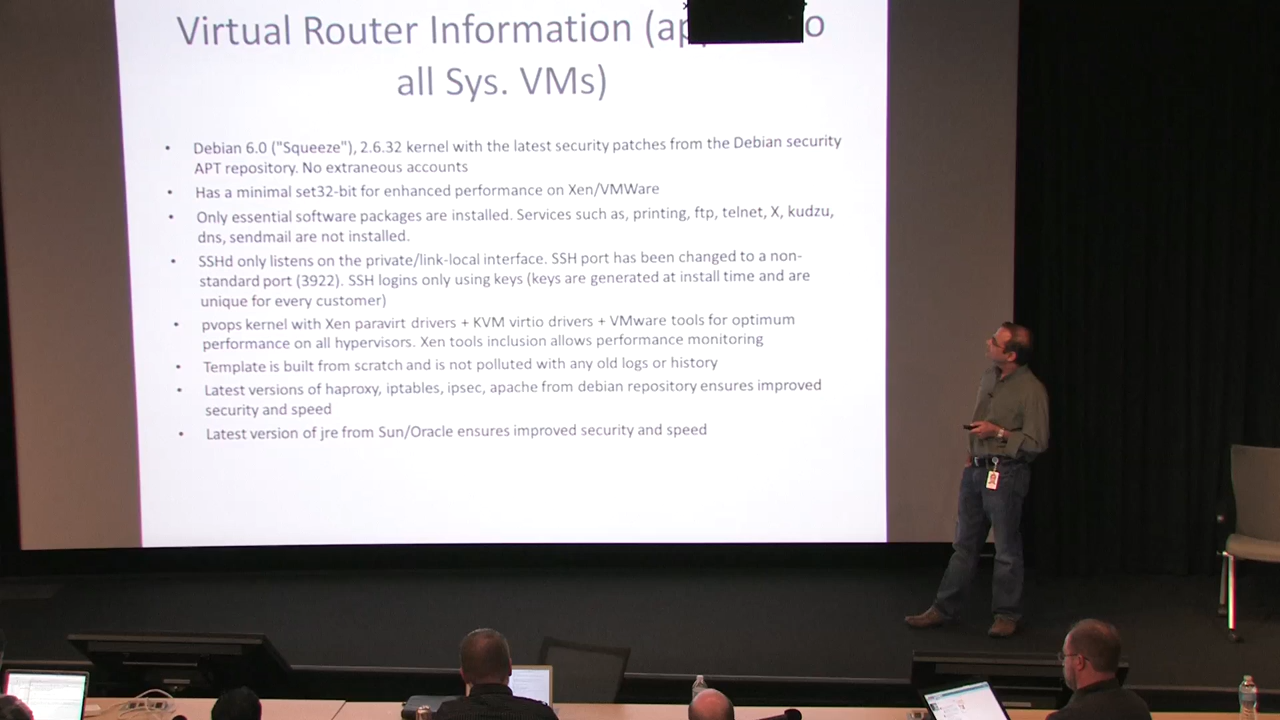 Virtual Router Information (ap o
all Sys. VMs)
• Debian 6.0 ("Squeeze"), 2.6.32 kernel with the latest security patches from the Debian security
APT repository. No extraneous accounts
• Has a minimal set32-bit for enhanced performance on Xen/VMWare
• Only essential software packages are installed. Services such as, printing, ftp, telnet, X, kudzu,
dns, sendmail are not installed.
• SSHd only listens on the private/link-local interface. SSH port has been changed to a non-
standard port (3922). SSH logins only using keys (keys are generated at install time and are
unique for every customer)
• pvops kernel with Xen paravirt drivers + KVM virtio drivers + VMware tools for optimum
performance on all hypervisors. Xen tools inclusion allows performance monitoring
• Template is built from scratch and is not polluted with any old logs or history
• Latest versions of haproxy, iptables, ipsec, apache from debian repository ensures improved
security and speed
• Latest version of jre from Sun/Oracle ensures improved security and speed